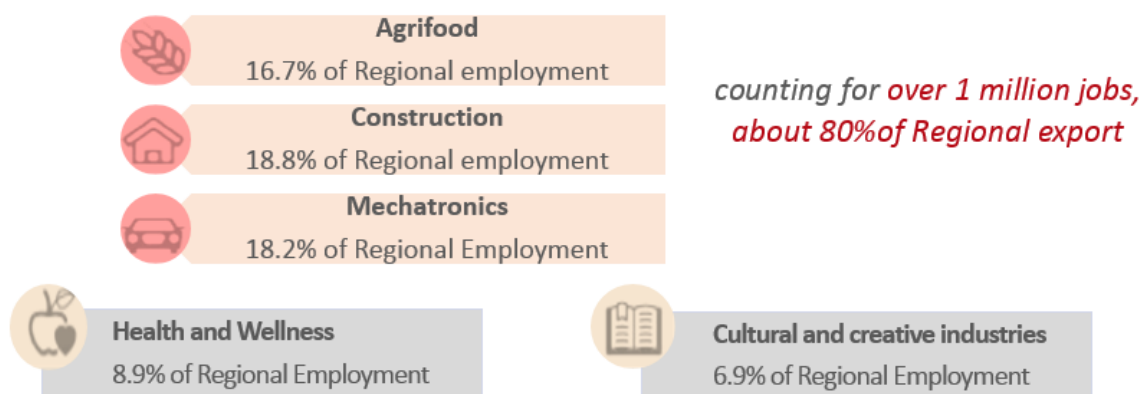 Agrifood
16.7% of Regional employment
Construction
18.8% of Regional employment
Mechatronics
18.2% of Regional Employment
counting for over 1 million jobs,
about 80%of Regional export
Health and Wellness
8.9% of Regional Employment
Cultural and creative industries
6.9% of Regional Employment